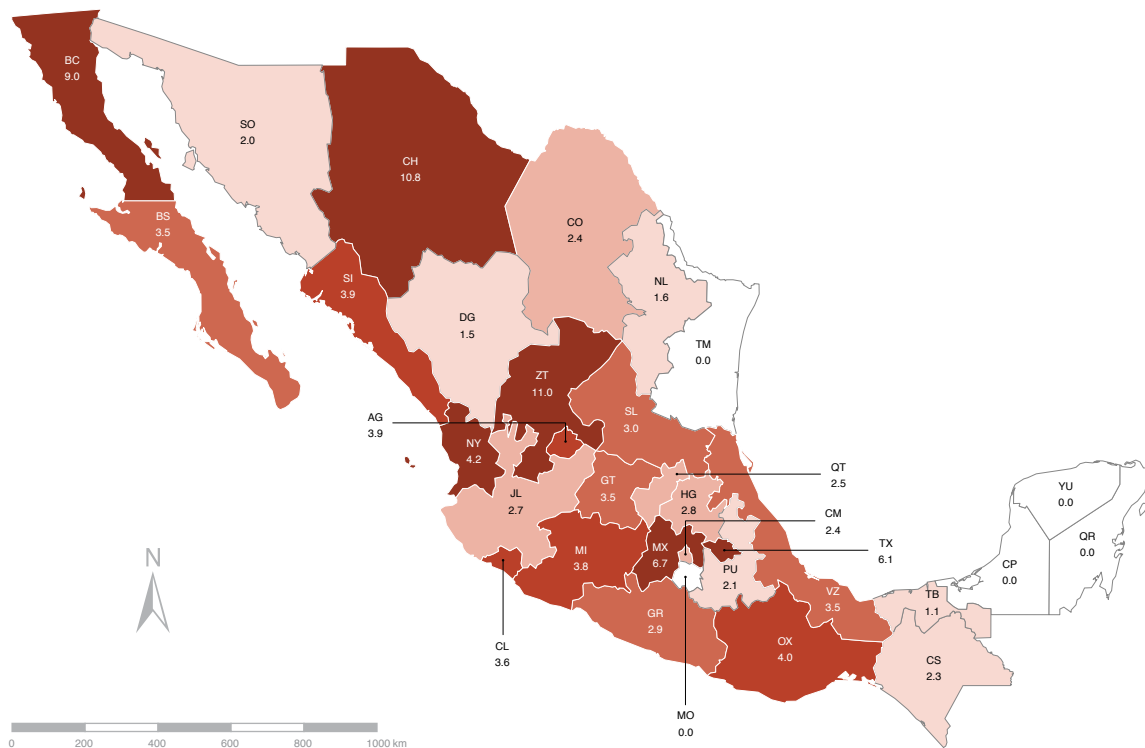 BC
9.0
SO
2.0
CH
10.8
CO
2.4
BS
3.5
SI
3.9
NL
1.6
DG
1.5
TM
0.0
ZT
11.0
AG
3.9
SL
3.0
NY
4.2
QT
2.5
GT
3.5
YU
0.0
JL
2.7
HG
2.8
CM
2.4
QR
0.0
TX
6.1
MI
3.8
MX
6.7
PU
2.1
CP
0.0
N
VZ
3.5
TB
1.1
GR
2.9
CL
3.6
OX
4.0
CS
2.3
MO
0.0
0 200 400 600 800 1000 km